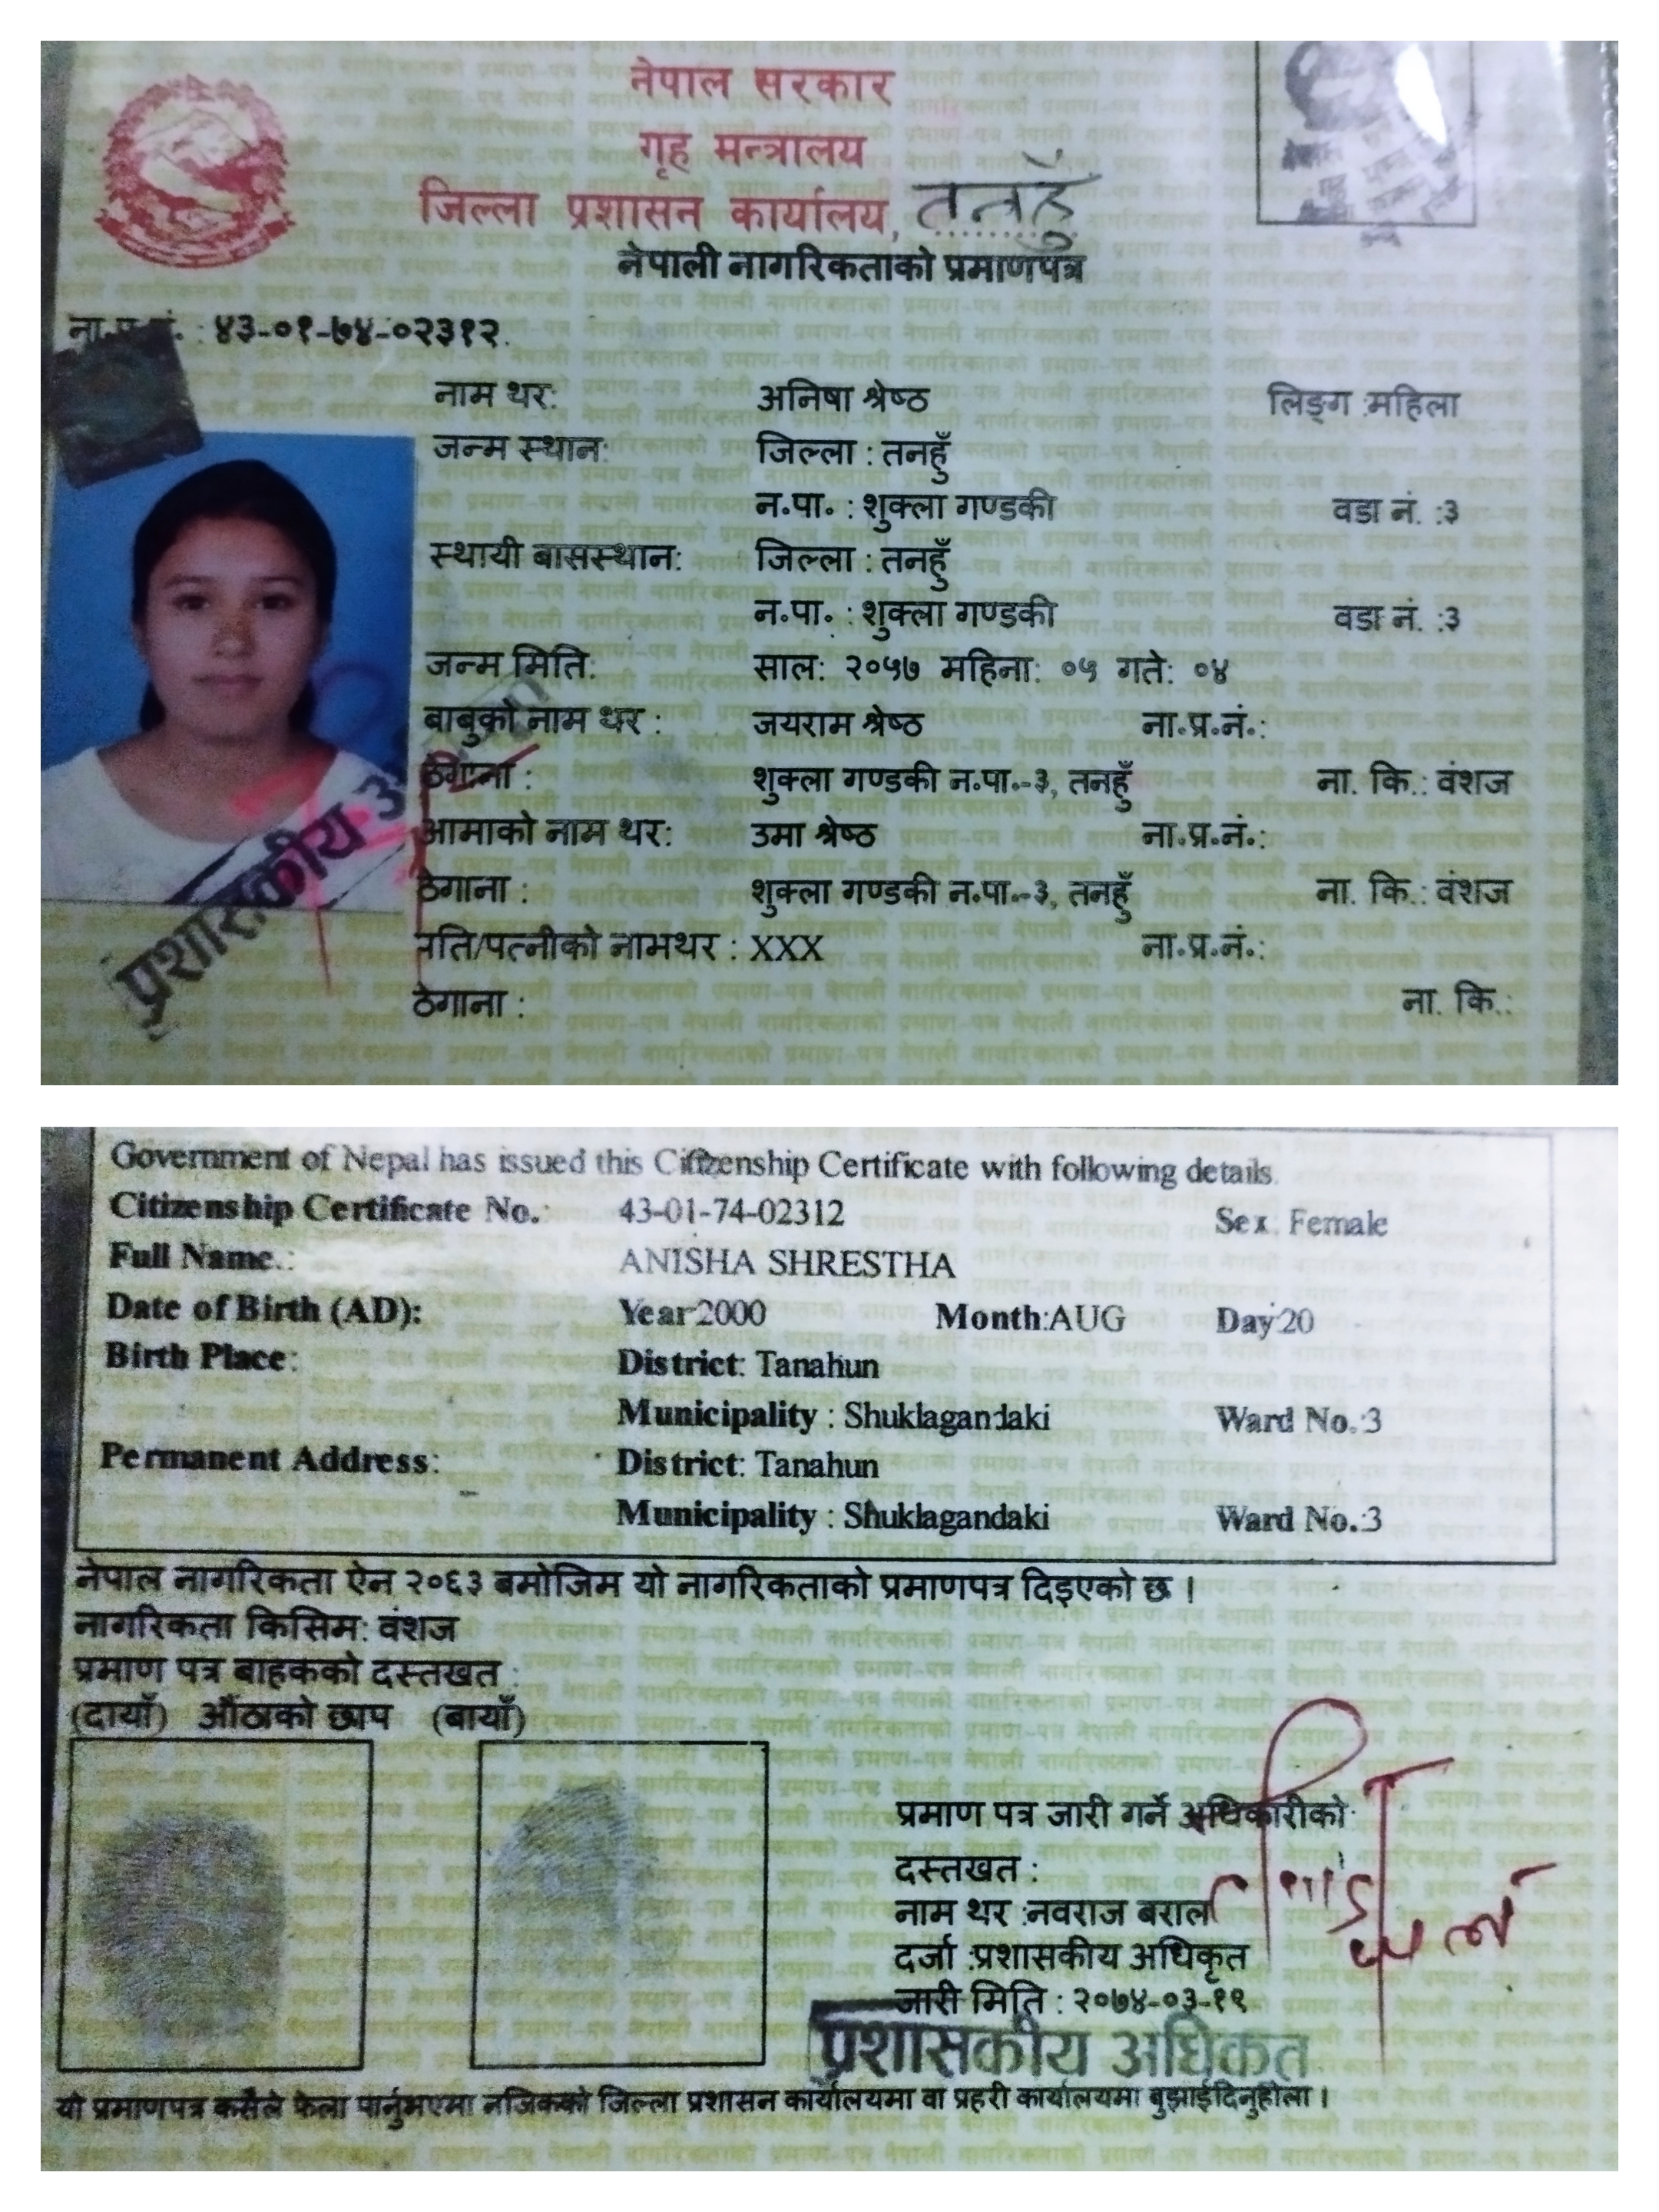 नेपाल सरकार
गृह मन्त्रालय
जिल्ला प्रशासन कार्यालय, तनहुँ
नेपाली नागरिकताको प्रमाणपत्र
ना.प्र.नं. : ४३-०१-७४-०२३१२.
नाम थर: अनिषा श्रेष्ठ लिङ्ग :महिला
जन्म स्थान: जिल्ला : तनहुँ
न.पा. : शुक्ला गण्डकी वडा नं. :३
स्थायी बासस्थान: जिल्ला : तनहुँ
न.पा. : शुक्ला गण्डकी वडा नं. :३
जन्म मिति: साल: २०५७ महिना: ०५ गते: ०४
बाबुको नाम थर : जयराम श्रेष्ठ ना.प्र.नं.:
ठेगाना : शुक्ला गण्डकी न.पा.-३, तनहुँ ना. कि.: वंशज
आमाको नाम थर: उमा श्रेष्ठ ना.प्र.नं.:
ठेगाना : शुक्ला गण्डकी न.पा.-३, तनहुँ ना. कि.: वंशज
पति/पत्नीको नामथर : XXX ना.प्र.नं.:
ठेगाना : ना. कि.:
प्रशासकीय
Government of Nepal has issued this Citizenship Certificate with following details.
Citizenship Certificate No.: 43-01-74-02312 Sex: Female
Full Name.: ANISHA SHRESTHA
Date of Birth (AD): Year:2000 Month:AUG Day:20
Birth Place: District: Tanahun
Municipality : Shuklagandaki Ward No.:3
Permanent Address: District: Tanahun
Municipality : Shuklagandaki Ward No.:3
नेपाल नागरिकता ऐन २०६३ बमोजिम यो नागरिकताको प्रमाणपत्र दिइएको छ ।
नागरिकता किसिम: वंशज
प्रमाण पत्र बाहकको दस्तखत :
(दायाँ) औंठाको छाप (बायाँ)
प्रमाण पत्र जारी गर्ने अधिकारीको
दस्तखत :
नाम थर :नवराज बराल
दर्जा :प्रशासकीय अधिकृत
जारी मिति : २०७४-०३-१९
प्रशासकीय अधिकृत
यो प्रमाणपत्र कसैले फेला पार्नुभएमा नजिकको जिल्ला प्रशासन कार्यालयमा वा प्रहरी कार्यालयमा बुझाईदिनुहोला ।